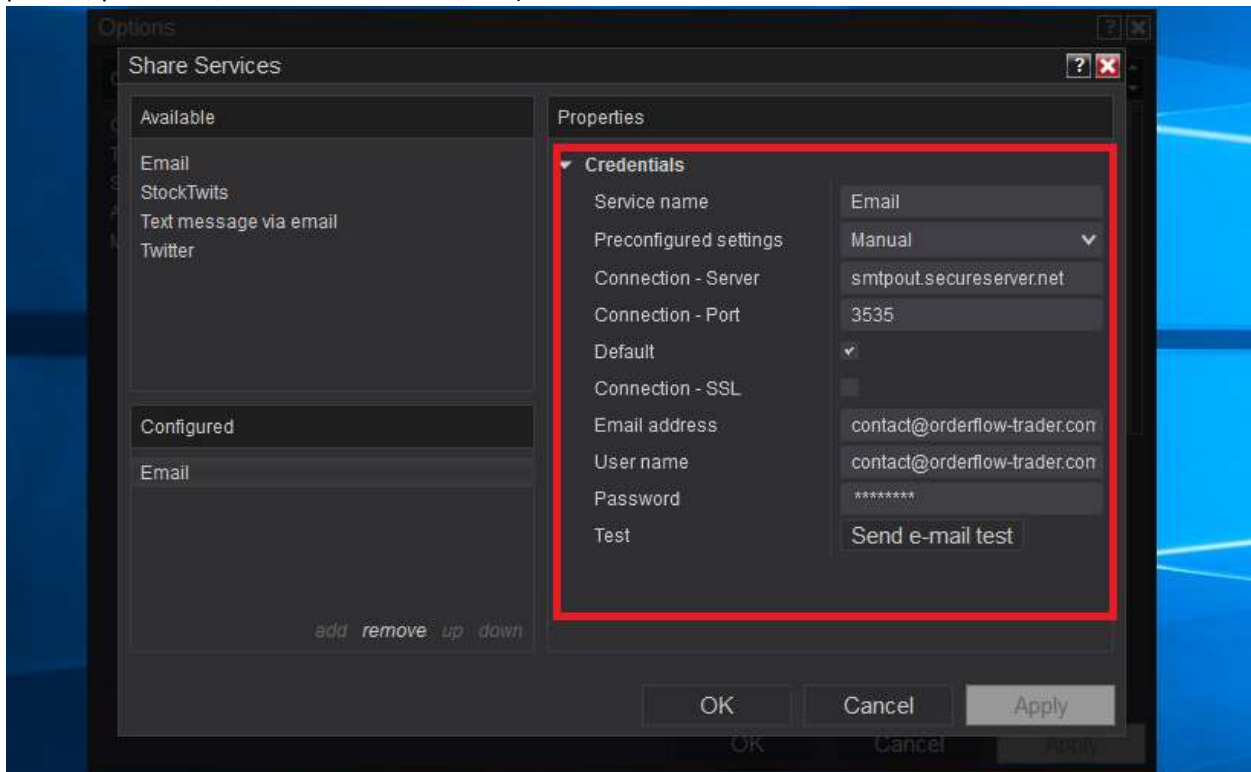 Options
Share Services
Available
Email
StockTwits
Text message via email
Twitter
Configured
Email
add remove up down
Properties
Credentials
Service name Email
Preconfigured settings Manual
Connection - Server smtpout.secureserver.net
Connection - Port 3535
Default
Connection - SSL
Email address contact@orderflow-trader.com
User name contact@orderflow-trader.com
Password ********
Test Send e-mail test
OK Cancel Apply
OK Cancel Apply